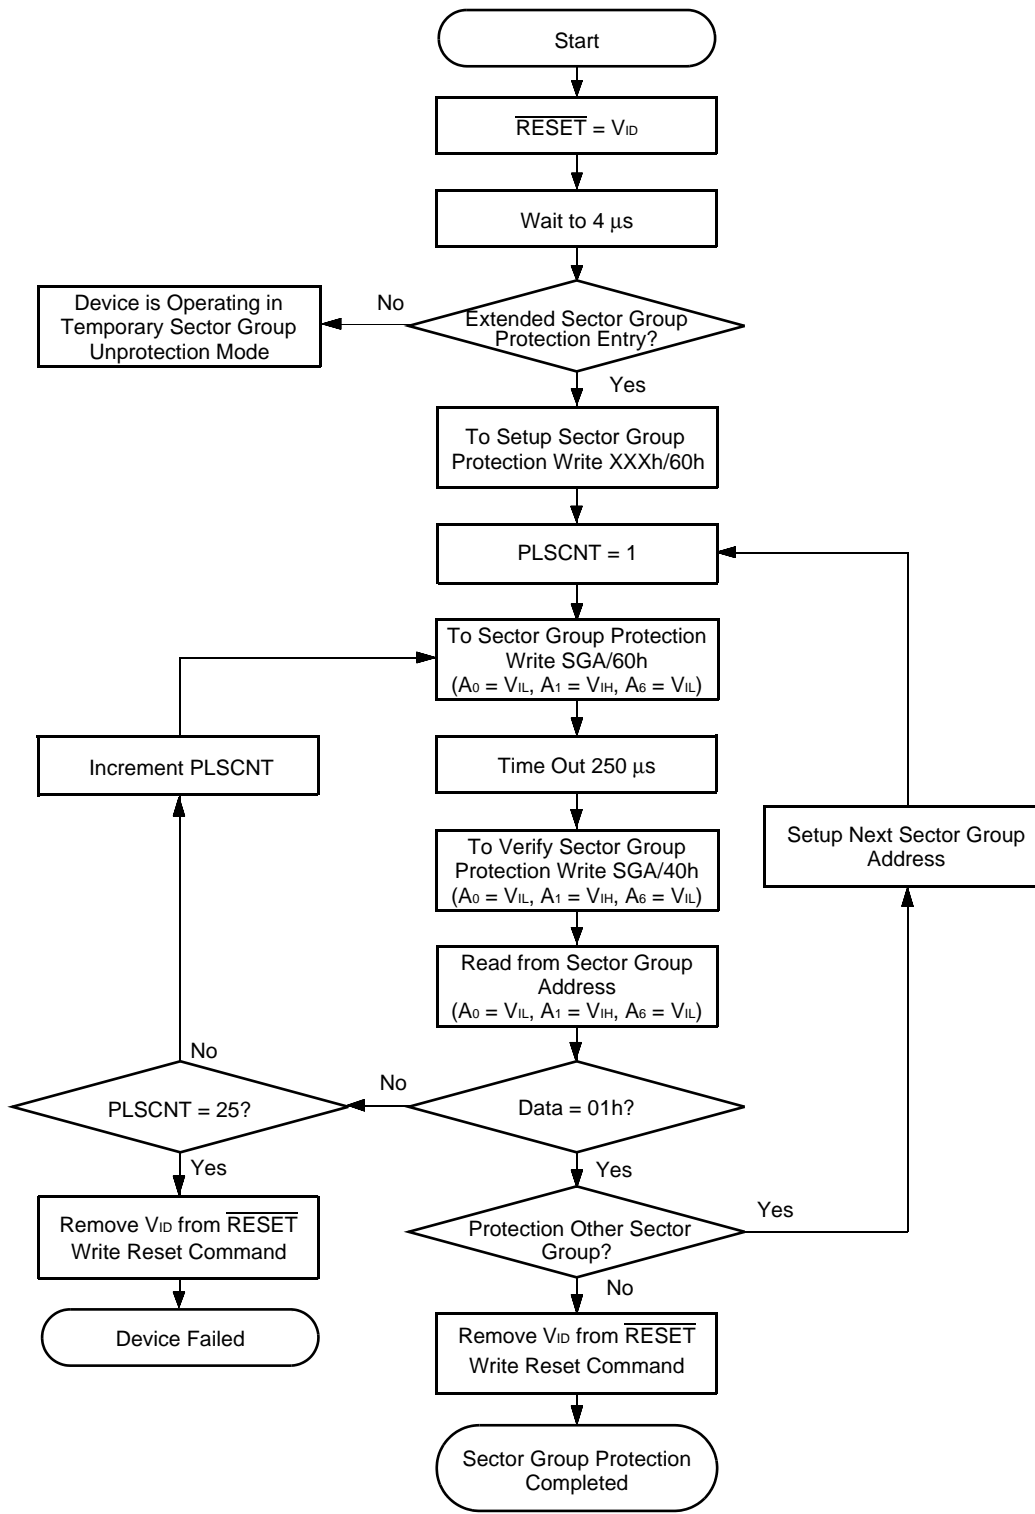 Start
R̅E̅S̅E̅T̅ = VID
Wait to 4 μs
Device is Operating in
Temporary Sector Group
Unprotection Mode
No
Extended Sector Group
Protection Entry?
Yes
To Setup Sector Group
Protection Write XXXh/60h
PLSCNT = 1
To Sector Group Protection
Write SGA/60h
(A0 = VIL, A1 = VIH, A6 = VIL)
Increment PLSCNT
Time Out 250 μs
Setup Next Sector Group
Address
To Verify Sector Group
Protection Write SGA/40h
(A0 = VIL, A1 = VIH, A6 = VIL)
Read from Sector Group
Address
(A0 = VIL, A1 = VIH, A6 = VIL)
No
PLSCNT = 25?
No
Data = 01h?
Yes
Yes
Remove VID from R̅E̅S̅E̅T̅
Write Reset Command
Protection Other Sector
Group?
Yes
No
Device Failed
Remove VID from R̅E̅S̅E̅T̅
Write Reset Command
Sector Group Protection
Completed